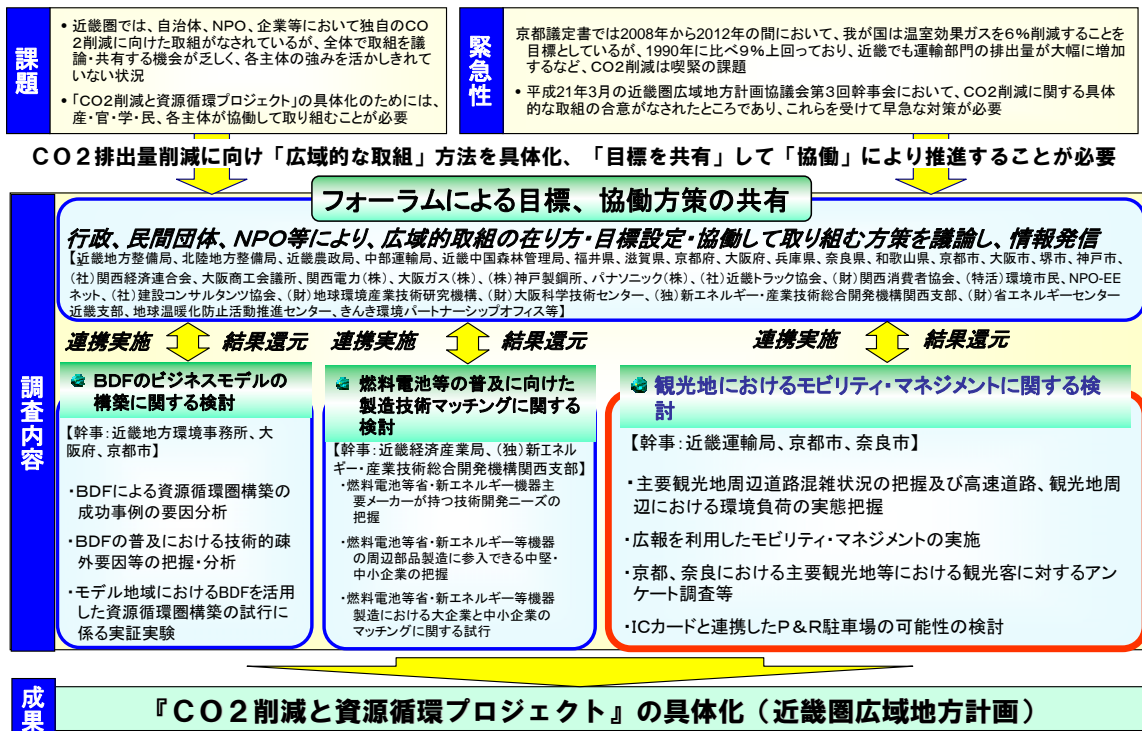 課題
• 近畿圏では、自治体、NPO、企業等において独自のCO
2削減に向けた取組がなされているが、全体で取組を議
論・共有する機会が乏しく、各主体の強みを活かしきれ
ていない状況
• 「CO2削減と資源循環プロジェクト」の具体化のためには、
産・官・学・民、各主体が協働して取り組むことが必要
緊急性
京都議定書では2008年から2012年の間において、我が国は温室効果ガスを6%削減することを
目標としているが、1990年に比べ9%上回っており、近畿でも運輸部門の排出量が大幅に増加
するなど、CO2削減は喫緊の課題
• 平成21年3月の近畿圏広域地方計画協議会第3回幹事会において、CO2削減に関する具体
的な取組の合意がなされたところであり、これらを受けて早急な対策が必要
CO2排出量削減に向け「広域的な取組」方法を具体化、「目標を共有」して「協働」により推進することが必要
調査内容
フォーラムによる目標、協働方策の共有
行政、民間団体、NPO等により、広域的取組の在り方・目標設定・協働して取り組む方策を議論し、情報発信
【近畿地方整備局、北陸地方整備局、近畿農政局、中部運輸局、近畿中国森林管理局、福井県、滋賀県、京都府、大阪府、兵庫県、奈良県、和歌山県、京都市、大阪市、堺市、神戸市、
(社)関西経済連合会、大阪商工会議所、関西電力(株)、大阪ガス(株)、(株)神戸製鋼所、パナソニック(株)、(社)近畿トラック協会、(財)関西消費者協会、(特活)環境市民、NPO-EE
ネット、(社)建設コンサルタンツ協会、(財)地球環境産業技術研究機構、(財)大阪科学技術センター、(独)新エネルギー・産業技術総合開発機構関西支部、(財)省エネルギーセンター
近畿支部、地球温暖化防止活動推進センター、きんき環境パートナーシップオフィス等】
連携実施 結果還元 連携実施 結果還元 連携実施 結果還元
BDFのビジネスモデルの
構築に関する検討
【幹事:近畿地方環境事務所、大
阪府、京都市】
・BDFによる資源循環圏構築の
成功事例の要因分析
・BDFの普及における技術的疎
外要因等の把握・分析
・モデル地域におけるBDFを活用
した資源循環圏構築の試行に
係る実証実験
燃料電池等の普及に向けた
製造技術マッチングに関する
検討
【幹事:近畿経済産業局、(独)新エネル
ギー・産業技術総合開発機構関西支部】
・燃料電池等省・新エネルギー機器主
要メーカーが持つ技術開発ニーズの
把握
・燃料電池等省・新エネルギー等機器
の周辺部品製造に参入できる中堅・
中小企業の把握
・燃料電池等省・新エネルギー等機器
製造における大企業と中小企業の
マッチングに関する試行
観光地におけるモビリティ・マネジメントに関する検
討
【幹事:近畿運輸局、京都市、奈良市】
・主要観光地周辺道路混雑状況の把握及び高速道路、観光地周
辺における環境負荷の実態把握
・広報を利用したモビリティ・マネジメントの実施
・京都、奈良における主要観光地等における観光客に対するアン
ケート調査等
・ICカードと連携したP&R駐車場の可能性の検討
成果
『CO2削減と資源循環プロジェクト』の具体化(近畿圏広域地方計画)